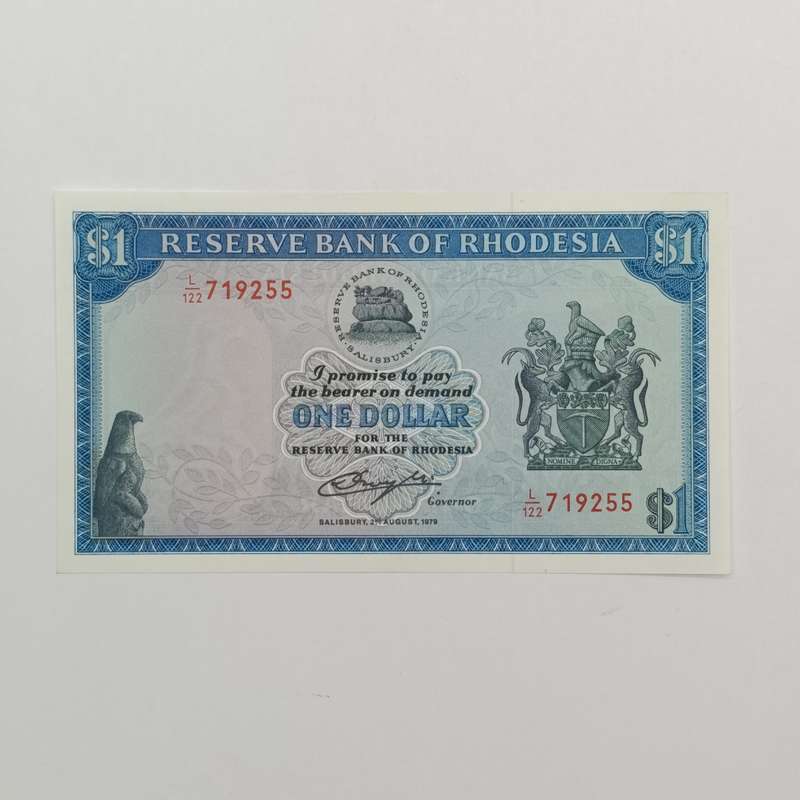 $1 RESERVE BANK OF RHODESIA $1
L/122 719255
RESERVE BANK OF RHODESIA
· SALISBURY ·
I promise to pay
the bearer on demand
ONE DOLLAR
FOR THE
RESERVE BANK OF RHODESIA
Governor
SALISBURY, 2ND AUGUST, 1979
SIT NOMINE DIGNA
L/122 719255 $1